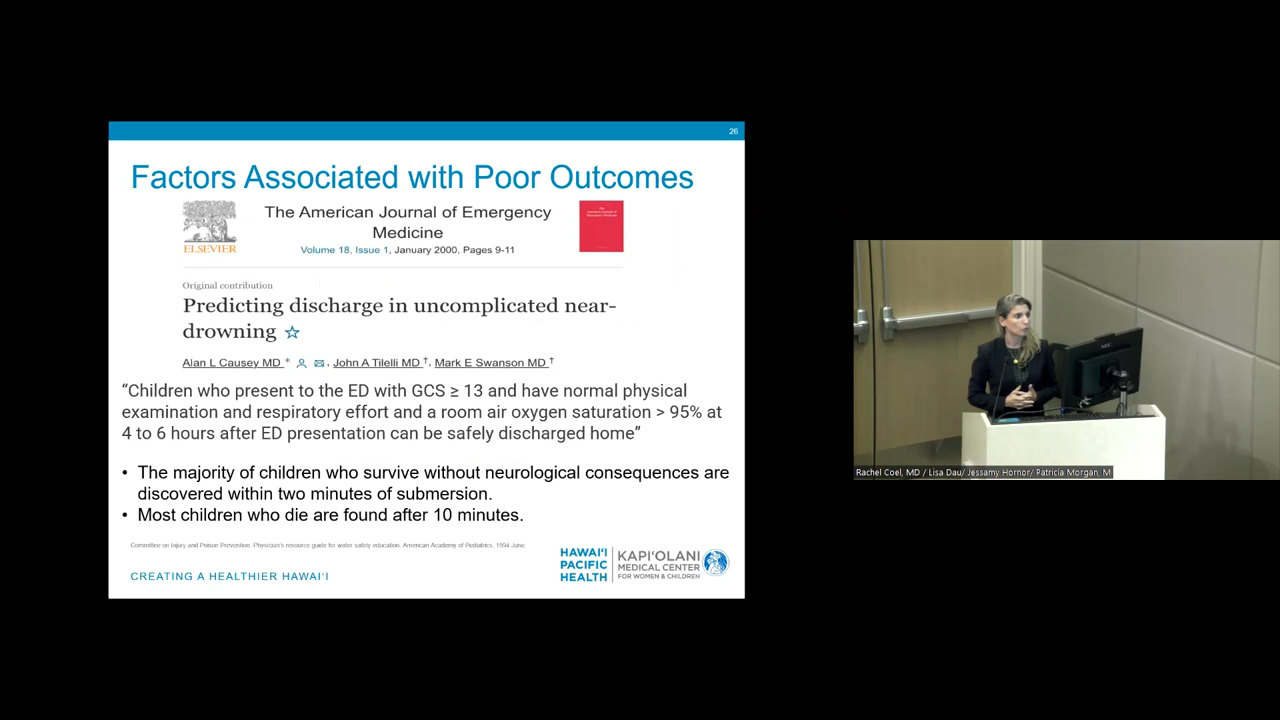 26
Factors Associated with Poor Outcomes
ELSEVIER
The American Journal of Emergency
Medicine
Volume 18, Issue 1, January 2000, Pages 9-11
Original contribution
Predicting discharge in uncomplicated near-
drowning ☆
Alan L Causey MD *, John A Tilelli MD †, Mark E Swanson MD †
“Children who present to the ED with GCS ≥ 13 and have normal physical
examination and respiratory effort and a room air oxygen saturation > 95% at
4 to 6 hours after ED presentation can be safely discharged home”
• The majority of children who survive without neurological consequences are
discovered within two minutes of submersion.
• Most children who die are found after 10 minutes.
Committee on Injury and Poison Prevention. Physician's resource guide for water safety education. American Academy of Pediatrics, 1994 June.
CREATING A HEALTHIER HAWAI‘I
HAWAI‘I
PACIFIC
HEALTH
KAPI‘OLANI
MEDICAL CENTER
FOR WOMEN & CHILDREN
NEC
Rachel Coel, MD / Lisa Dau/ Jessamy Hornor/ Patricia Morgan, M